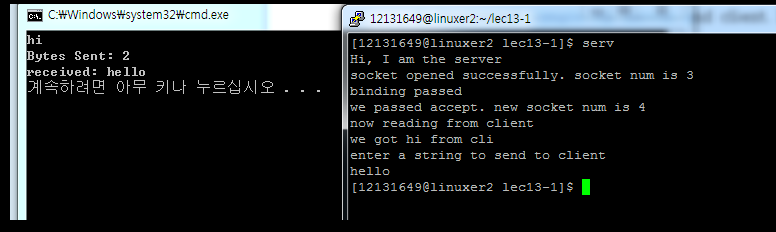 C:₩Windows₩system32₩cmd.exe
hi
Bytes Sent: 2
received: hello
계속하려면 아무 키나 누르십시오 . . .
12131649@linuxer2:~/lec13-1
[12131649@linuxer2 lec13-1]$ serv
Hi, I am the server
socket opened successfully. socket num is 3
binding passed
we passed accept. new socket num is 4
now reading from client
we got hi from cli
enter a string to send to client
hello
[12131649@linuxer2 lec13-1]$